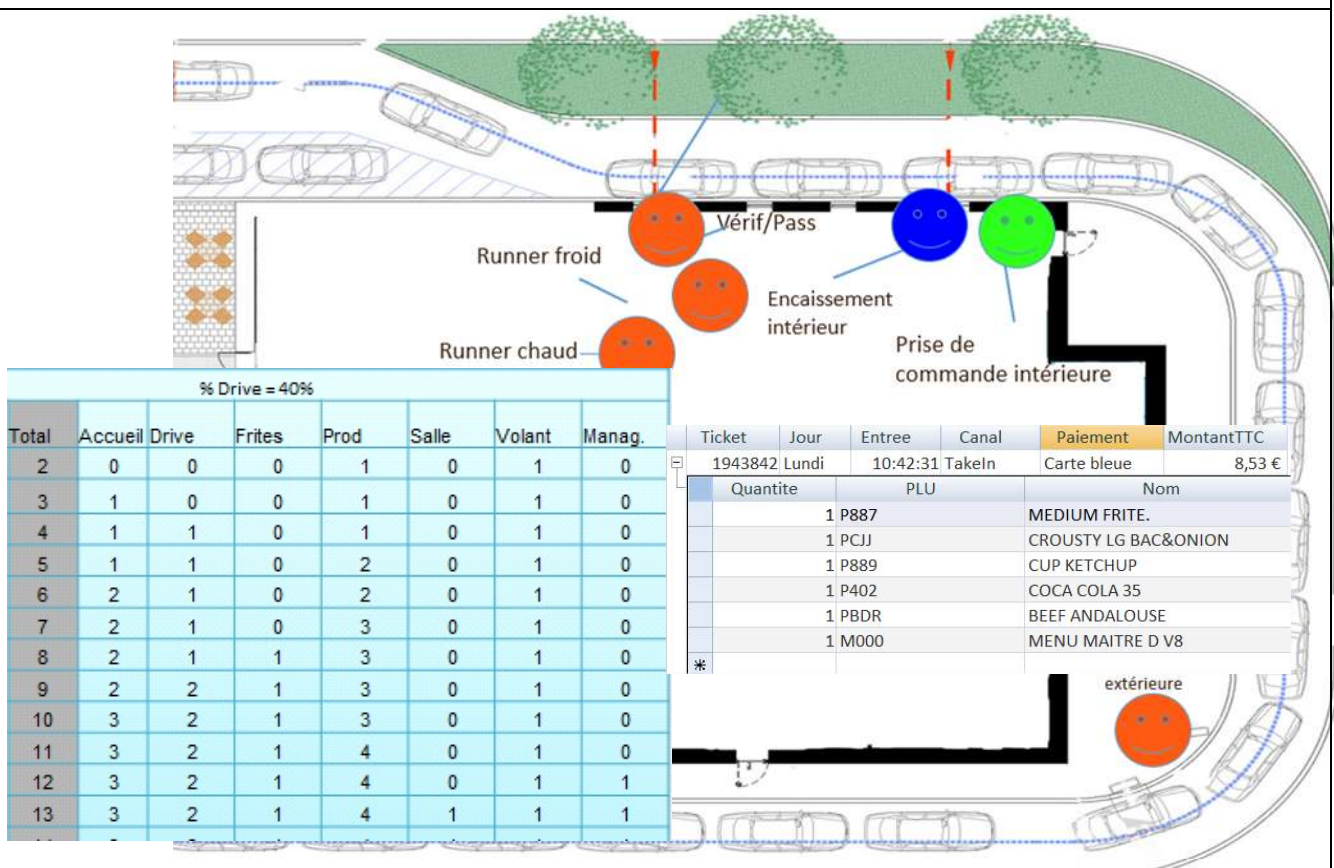 Vérif/Pass
Runner froid
Encaissement
intérieur
Runner chaud
Prise de
commande intérieure
% Drive = 40%
Total Accueil Drive Frites Prod Salle Volant Manag.
2 0 0 0 1 0 1 0
3 1 0 0 1 0 1 0
4 1 1 0 1 0 1 0
5 1 1 0 2 0 1 0
6 2 1 0 2 0 1 0
7 2 1 0 3 0 1 0
8 2 1 1 3 0 1 0
9 2 2 1 3 0 1 0
10 3 2 1 3 0 1 0
11 3 2 1 4 0 1 0
12 3 2 1 4 0 1 1
13 3 2 1 4 1 1 1
Ticket Jour Entree Canal Paiement MontantTTC
1943842 Lundi 10:42:31 TakeIn Carte bleue 8,53 €
Quantite PLU Nom
1 P887 MEDIUM FRITE.
1 PCJJ CROUSTY LG BAC&ONION
1 P889 CUP KETCHUP
1 P402 COCA COLA 35
1 PBDR BEEF ANDALOUSE
1 M000 MENU MAITRE D V8
extérieure